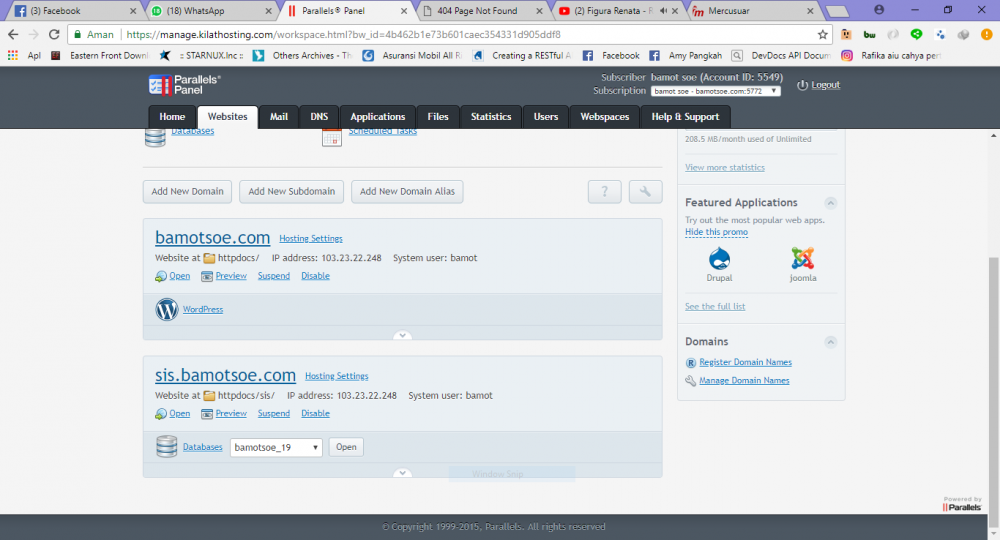 (3) Facebook
(18) WhatsApp
Parallels® Panel
404 Page Not Found
(2) Figura Renata - F
Mercusuar
Aman
https://manage.kilathosting.com/workspace.html?bw_id=4b462b1e73b601caec354331d905ddf8
Apl
Eastern Front Downl
:: STARNUX.Inc ::
Others Archives - Th
Asuransi Mobil All R
Creating a RESTful A
Facebook
Facebook
Amy Pangkah
DevDocs API Docum
Rafika aiu cahya per
Parallels®
Panel
Subscriber bamot soe (Account ID: 5549)
Subscription bamot soe - bamotsoe.com:5772
Logout
Home Websites Mail DNS Applications Files Statistics Users Webspaces Help & Support
Databases
Scheduled Tasks
208.5 MB/month used of Unlimited
View more statistics
Add New Domain Add New Subdomain Add New Domain Alias ?
bamotsoe.com Hosting Settings
Website at httpdocs/ IP address: 103.23.22.248 System user: bamot
Open Preview Suspend Disable
WordPress
sis.bamotsoe.com Hosting Settings
Website at httpdocs/sis/ IP address: 103.23.22.248 System user: bamot
Open Preview Suspend Disable
Databases bamotsoe_19 Open
Window Snip
Featured Applications
Try out the most popular web apps.
Hide this promo
Drupal
joomla
See the full list
Domains
Register Domain Names
Manage Domain Names
Powered by
Parallels®
© Copyright 1999-2015, Parallels. All rights reserved